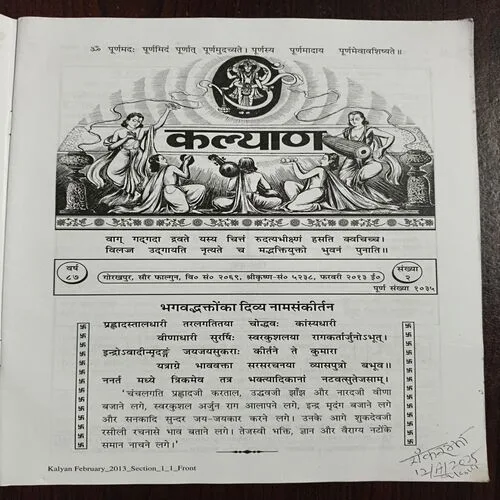 ॐ पूर्णमदः पूर्णमिदं पूर्णात् पूर्णमुदच्यते। पूर्णस्य पूर्णमादाय पूर्णमेवावशिष्यते॥
कल्याण
वाग् गद्‌गदा द्रवते यस्य चित्तं रुदत्यभीक्ष्णं हसति क्वचिच्च।
विलज्ज उद्‌गायति नृत्यते च मद्भक्तियुक्तो भुवनं पुनाति॥
वर्ष
८७
गोरखपुर, सौर फाल्गुन, वि० सं० २०६९, श्रीकृष्ण-सं० ५२३८, फरवरी २०१३ ई०
संख्या
२
पूर्ण संख्या १०३५
भगवद्भक्तोंका दिव्य नामसंकीर्तन
प्रह्लादस्तालधारी तरलगतितया चोद्धवः कांस्यधारी
वीणाधारी सुरर्षिः स्वरकुशलया रागकर्तार्जुनोऽभूत्।
इन्द्रोऽवादीन्मृदङ्गं जयजयसुकराः कीर्तने ते कुमारा
यत्राग्रे भाववक्ता सरसरचनया व्यासपुत्रो बभूव॥
ननर्त मध्ये त्रिकमेव तत्र भक्त्यादिकानां नटवत्सुतेजसाम्।
'चंचलगति प्रह्लादजी करताल, उद्धवजी झाँझ और नारदजी वीणा
बजाने लगे, स्वरकुशल अर्जुन राग आलापने लगे, इन्द्र मृदंग बजाने लगे
और सनकादि सुन्दर जय-जयकार करने लगे। उनके आगे शुकदेवजी
रसीली रचनासे भाव बताने लगे। तेजस्वी भक्ति, ज्ञान और वैराग्य नटोंके
समान नाचने लगे।'
Kalyan February_2013_Section_1_1_Front